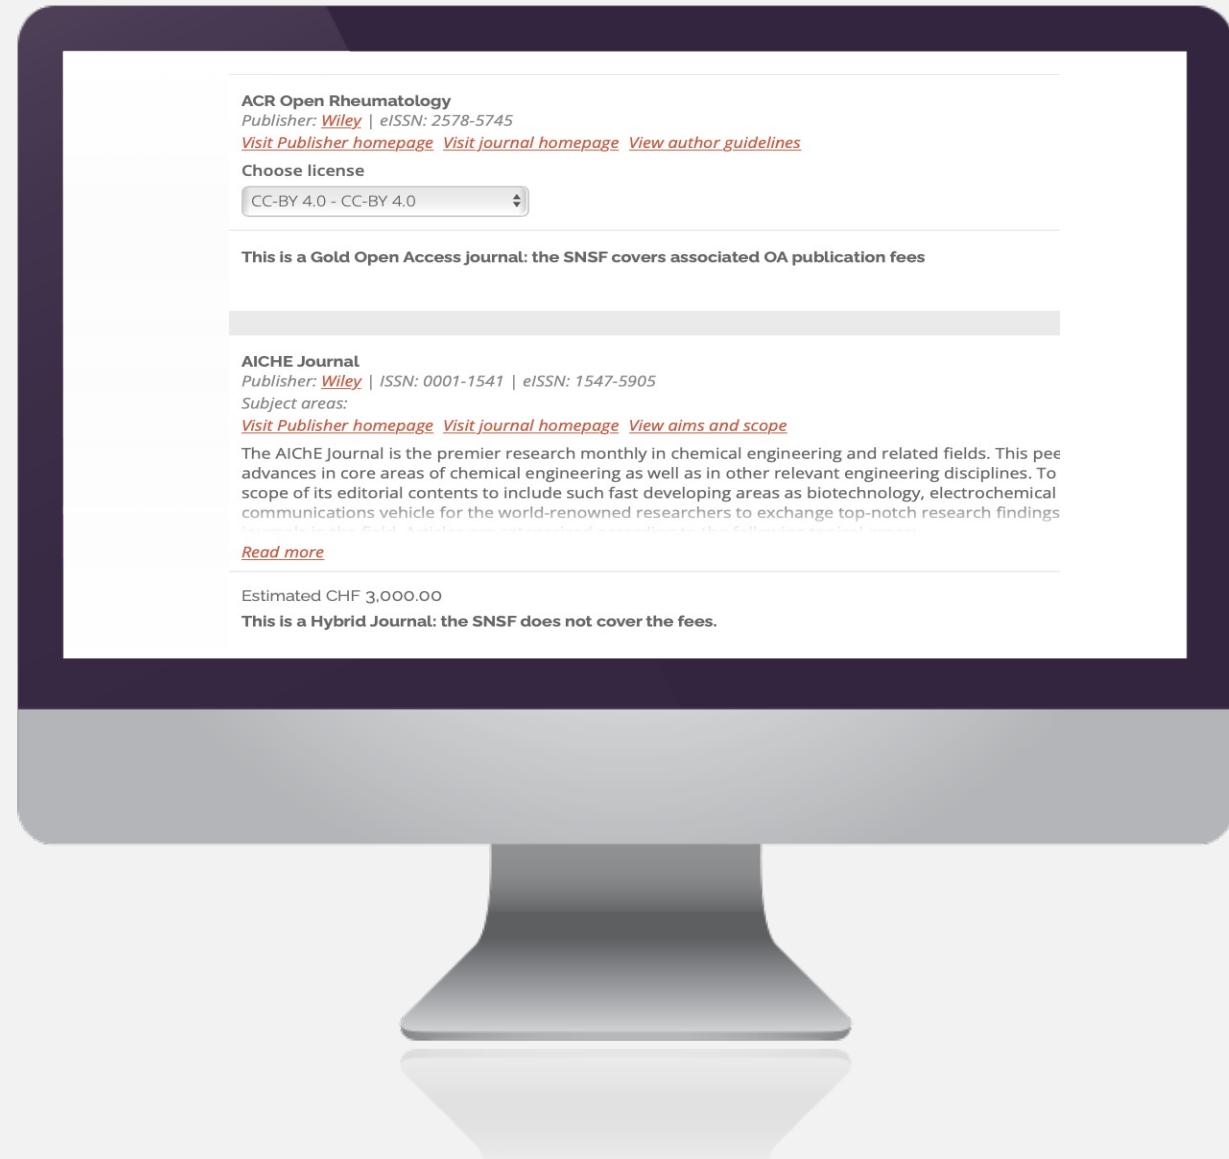 ACR Open Rheumatology
Publisher: Wiley | eISSN: 2578-5745
Visit Publisher homepage Visit journal homepage View author guidelines
Choose license
CC-BY 4.0 - CC-BY 4.0
This is a Gold Open Access journal: the SNSF covers associated OA publication fees
AICHE Journal
Publisher: Wiley | ISSN: 0001-1541 | eISSN: 1547-5905
Subject areas:
Visit Publisher homepage Visit journal homepage View aims and scope
The AIChE Journal is the premier research monthly in chemical engineering and related fields. This pee
advances in core areas of chemical engineering as well as in other relevant engineering disciplines. To
scope of its editorial contents to include such fast developing areas as biotechnology, electrochemical
communications vehicle for the world-renowned researchers to exchange top-notch research findings
Read more
Estimated CHF 3,000.00
This is a Hybrid Journal: the SNSF does not cover the fees.